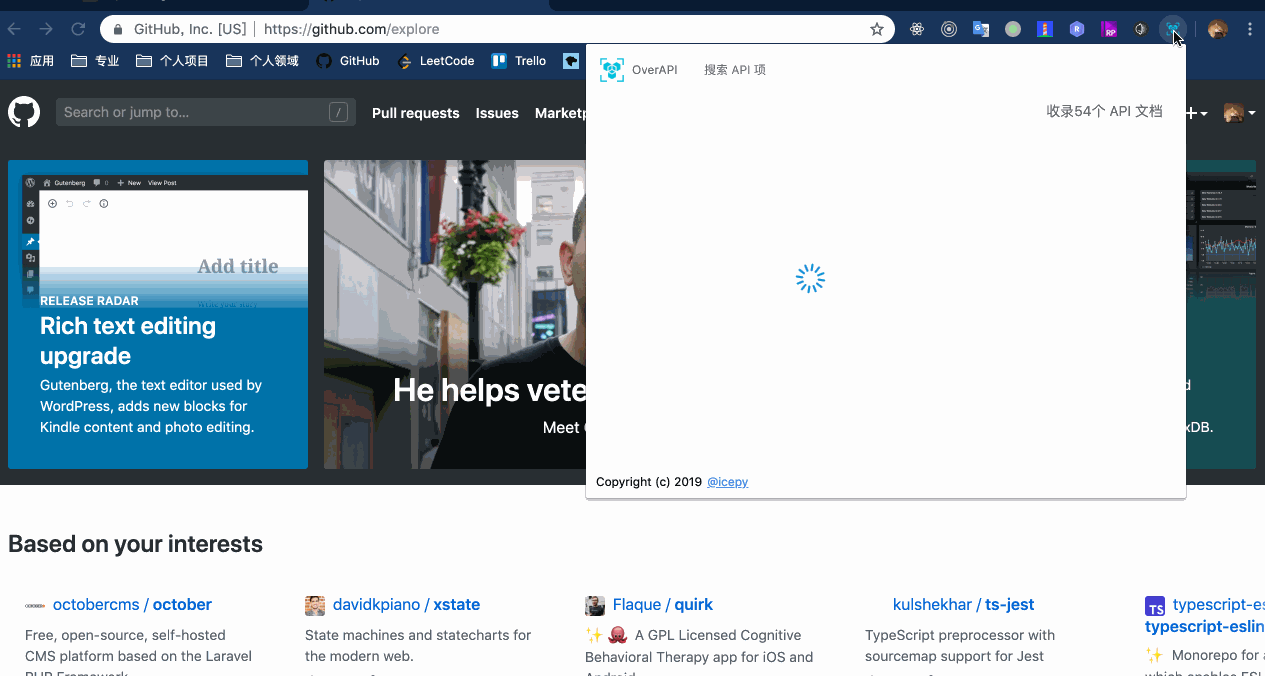 GitHub, Inc. [US] | https://github.com/explore
RP
应用 专业 个人项目 个人领域 GitHub LeetCode Trello
OverAPI 搜索 API 项
收录54个 API 文档
Search or jump to... /
Pull requests Issues
Gutenberg 0 New View Post
Add title
Write your story
RELEASE RADAR
Rich text editing
upgrade
Gutenberg, the text editor used by
WordPress, adds new blocks for
Kindle content and photo editing.
He helps vete
Meet
xDB.
Copyright (c) 2019 @icepy
Based on your interests
octobercms / october
Free, open-source, self-hosted
CMS platform based on the Laravel
PHP Framework
davidkpiano / xstate
State machines and statecharts for
the modern web.
Flaque / quirk
✨ 🐙 A GPL Licensed Cognitive
Behavioral Therapy app for iOS and
Android
kulshekhar / ts-jest
TypeScript preprocessor with
sourcemap support for Jest
TS typescript-es
typescript-eslin
✨ Monorepo for a
which enables ESL